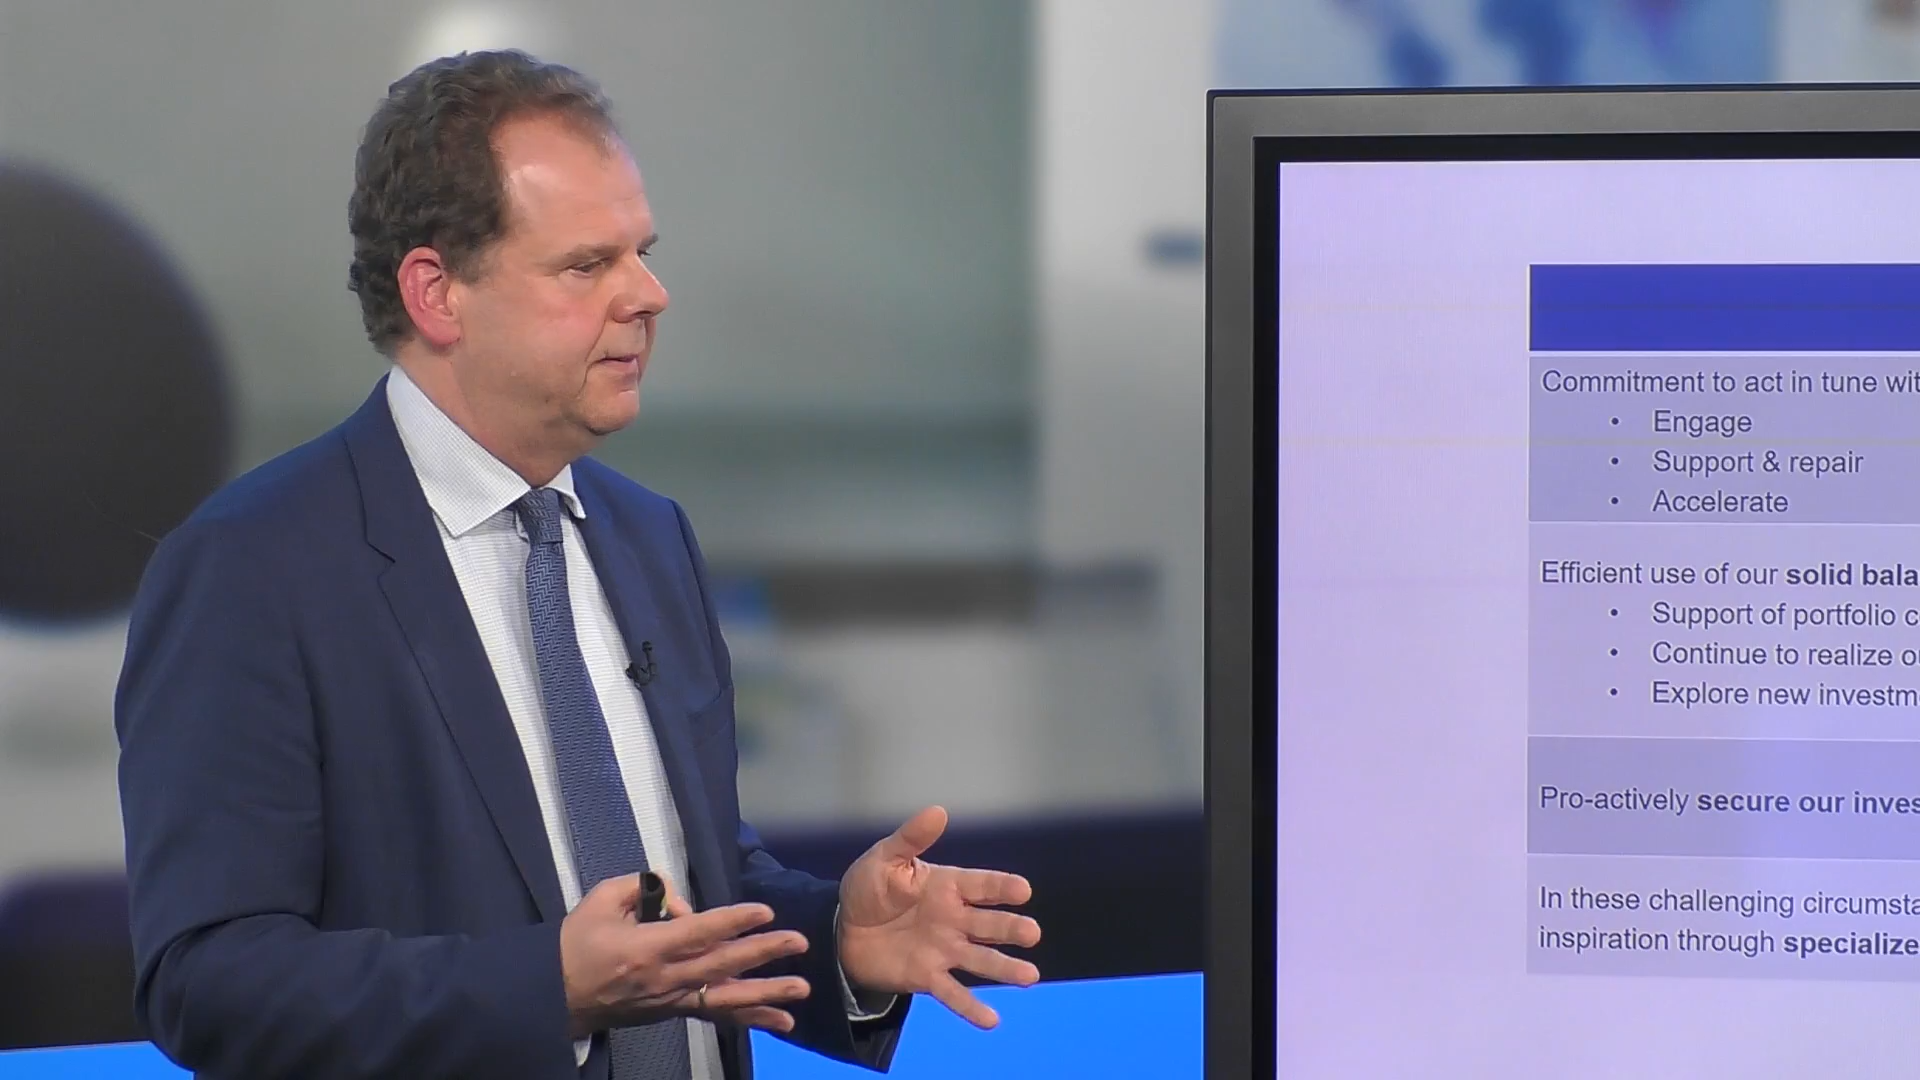 Commitment to act in tune wit
• Engage
• Support & repair
• Accelerate
Efficient use of our solid bala
• Support of portfolio c
• Continue to realize o
• Explore new investm
Pro-actively secure our inves
In these challenging circumsta
inspiration through specialize